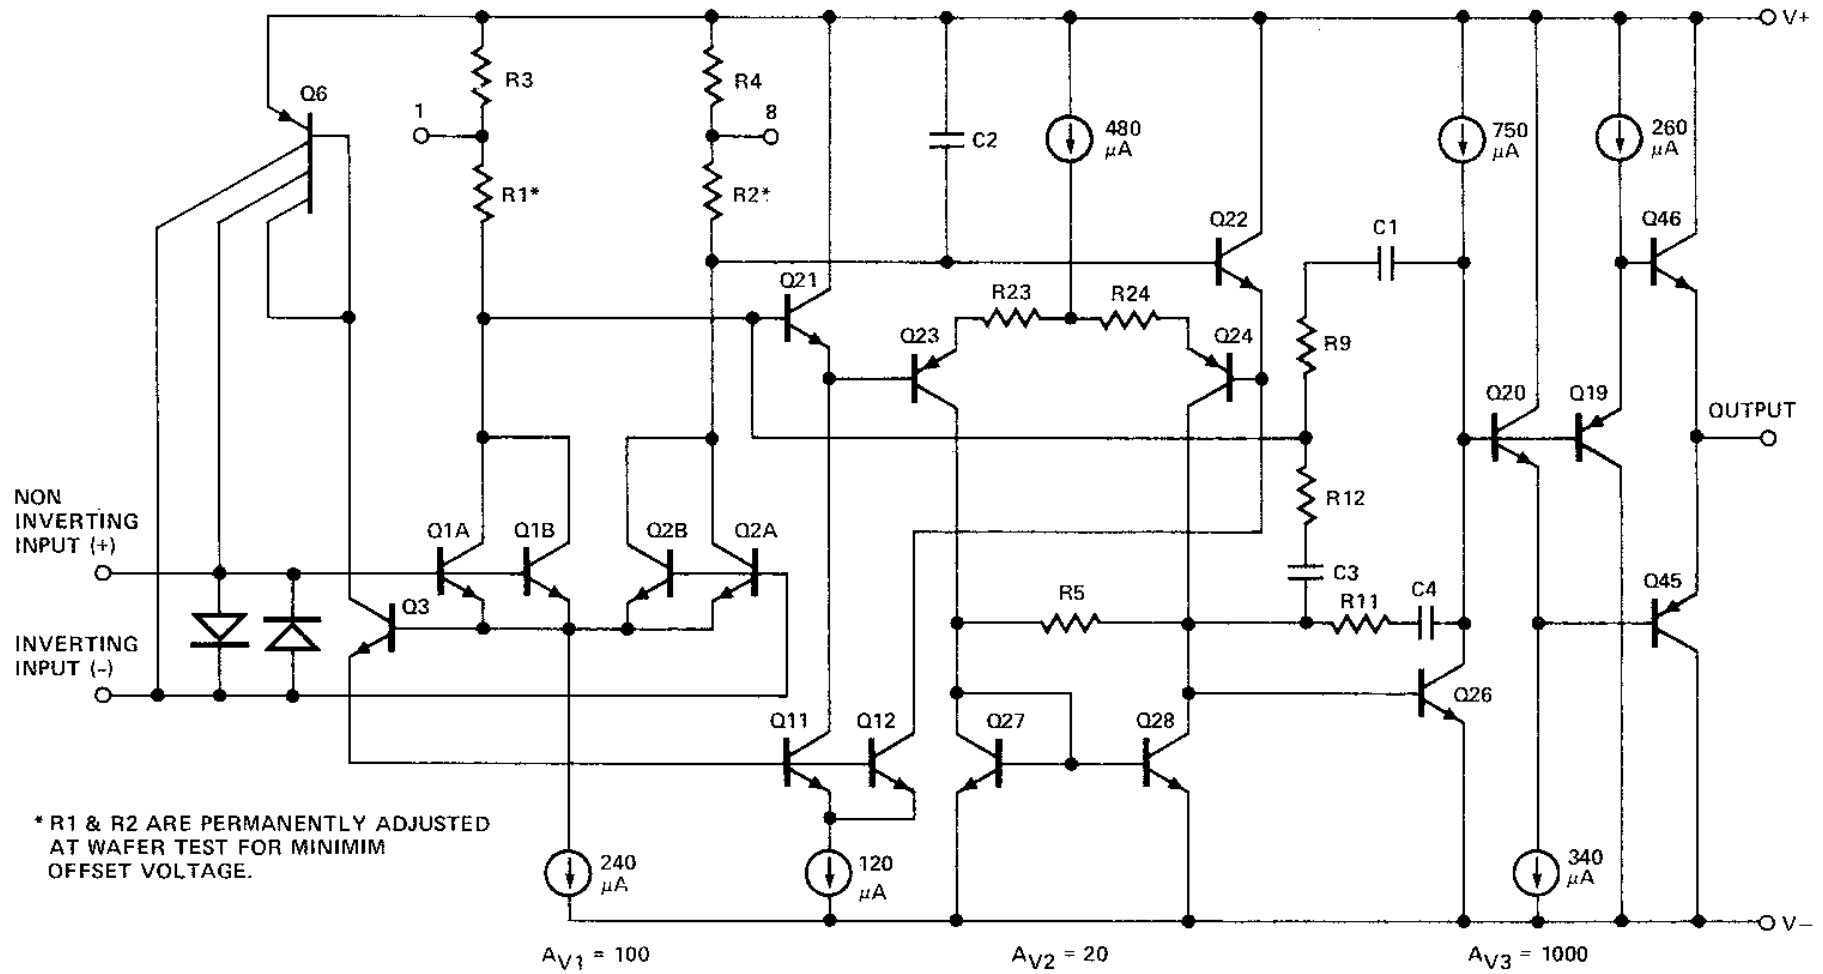 V+
R3
R4
Q6
1
8
C2
480
µA
750
µA
260
µA
R1*
R2*
Q22
C1
Q46
Q21
R23
R24
Q23
Q24
R9
Q20
Q19
OUTPUT
NON
INVERTING
INPUT (+)
Q1A
Q1B
Q2B
Q2A
R12
C3
Q3
R5
R11
C4
Q45
INVERTING
INPUT (–)
Q26
Q11
Q12
Q27
Q28
* R1 & R2 ARE PERMANENTLY ADJUSTED
AT WAFER TEST FOR MINIMIM
OFFSET VOLTAGE.
240
µA
120
µA
340
µA
V–
AV1 = 100
AV2 = 20
AV3 = 1000